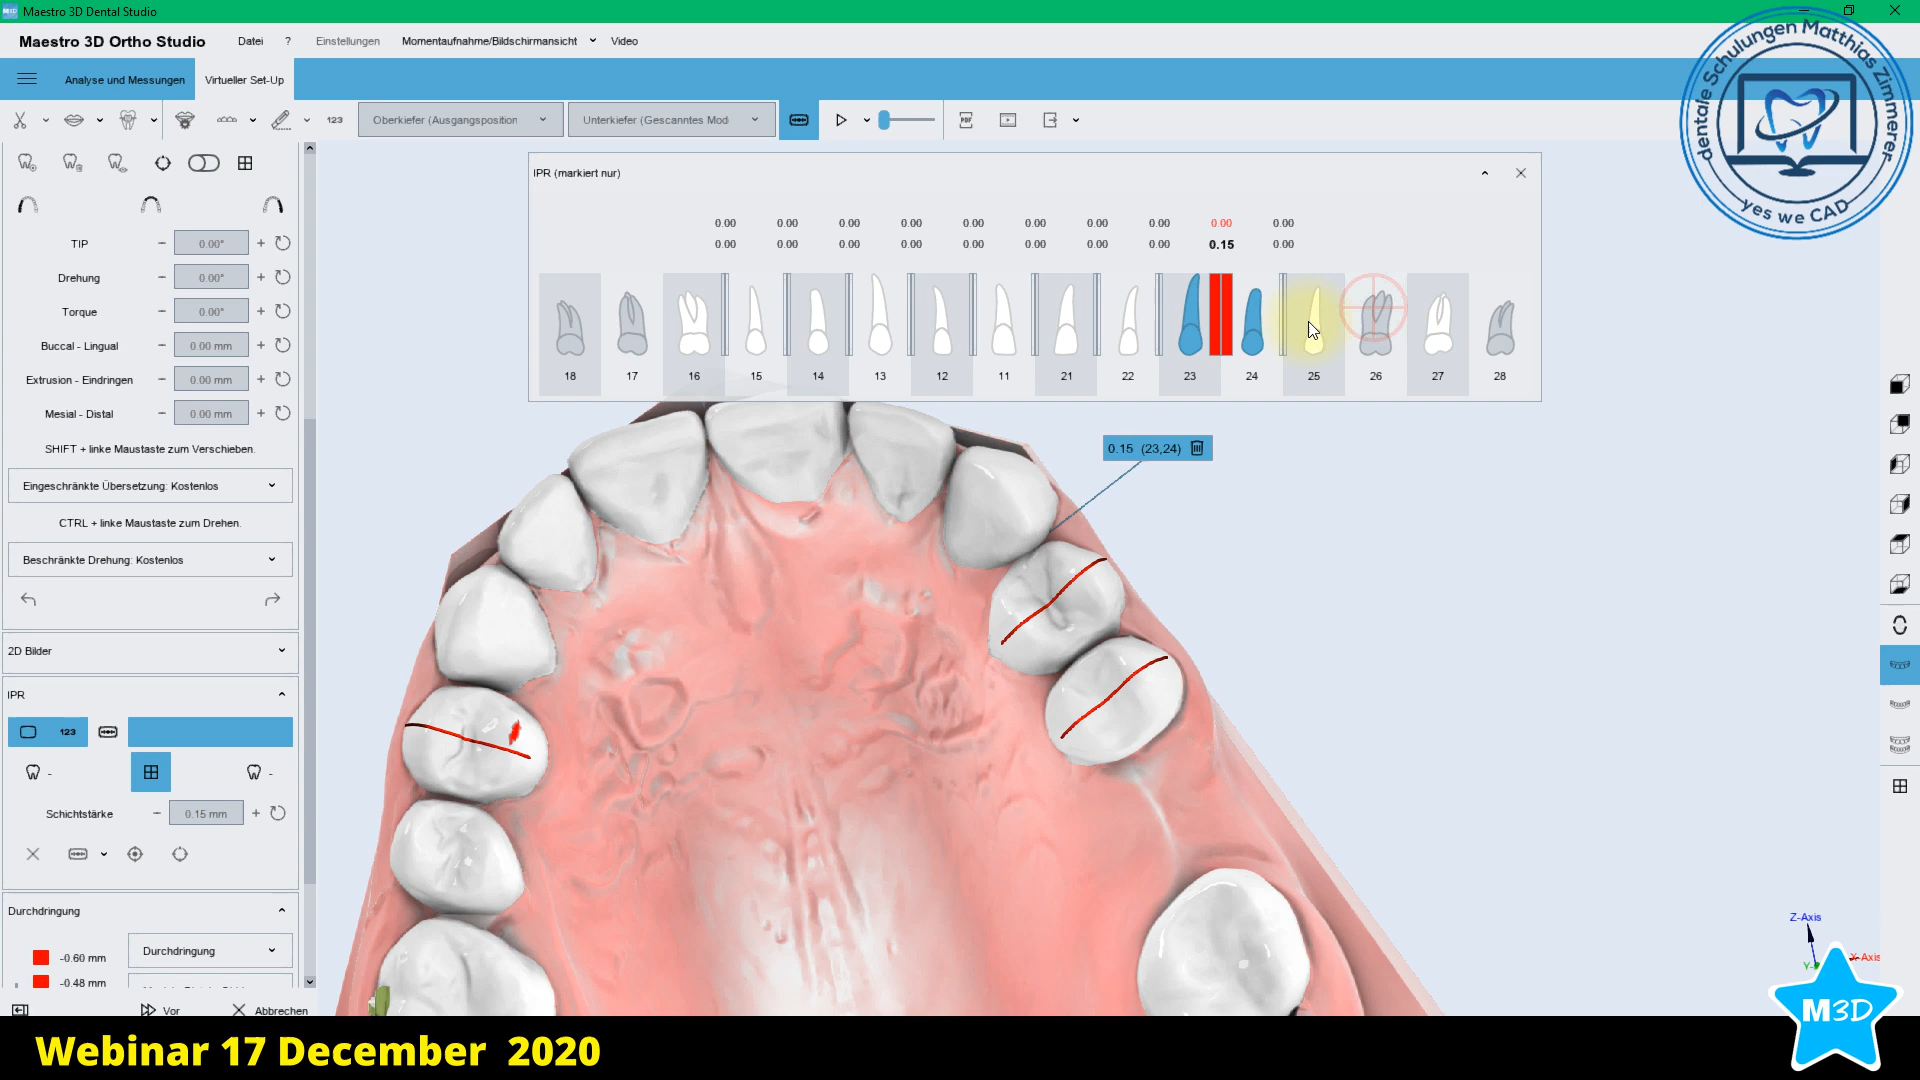 Maestro 3D Dental Studio
Maestro 3D Ortho Studio
Datei
?
Einstellungen
Momentaufnahme/Bildschirmansicht
Video
Analyse und Messungen
Virtueller Set-Up
123
Oberkiefer (Ausgangsposition
Unterkiefer (Gescanntes Mod
PDF
dentale Schulungen Matthias Zimmerer
yes we CAD
TIP
0.00°
Drehung
0.00°
Torque
0.00°
Buccal - Lingual
0.00 mm
Extrusion - Eindringen
0.00 mm
Mesial - Distal
0.00 mm
SHIFT + linke Maustaste zum Verschieben.
Eingeschränkte Übersetzung: Kostenlos
CTRL + linke Maustaste zum Drehen.
Beschränkte Drehung: Kostenlos
2D Bilder
IPR
123
-
-
Schichtstärke
0.15 mm
Durchdringung
-0.60 mm
Durchdringung
-0.48 mm
Vor
Abbrechen
IPR (markiert nur)
0.00 0.00 0.00 0.00 0.00 0.00 0.00 0.00 0.00 0.00
0.00 0.00 0.00 0.00 0.00 0.00 0.00 0.00 0.15 0.00
18 17 16 15 14 13 12 11 21 22 23 24 25 26 27 28
0.15 (23,24)
Z-Axis
X-Axis
Y-
M3D
Webinar 17 December 2020